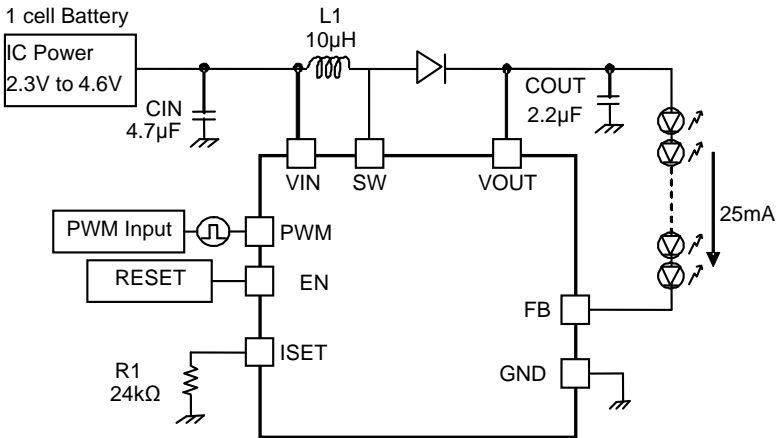 1 cell Battery
IC Power
2.3V to 4.6V
L1
10μH
CIN
4.7μF
COUT
2.2μF
VIN
SW
VOUT
25mA
PWM Input
PWM
RESET
EN
FB
ISET
R1
24kΩ
GND